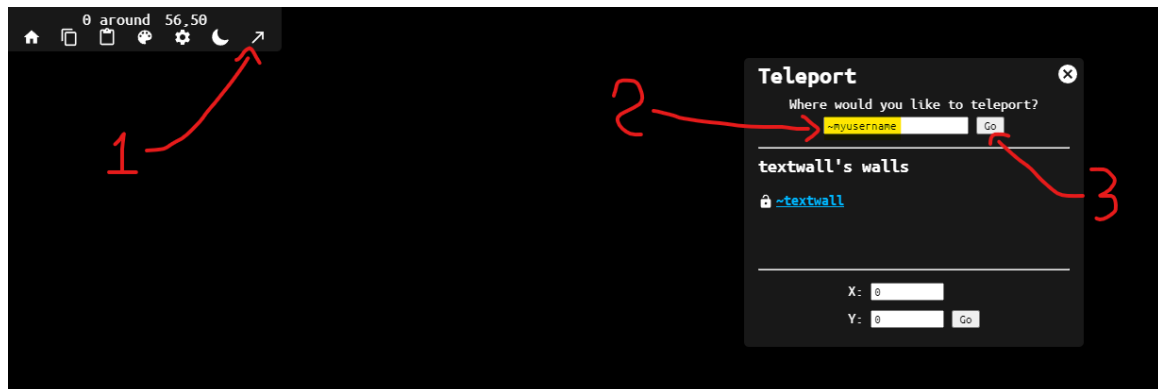 0 around 56,50
1
Teleport
Where would you like to teleport?
2
~myusername Go
3
textwall's walls
~textwall
X: 0
Y: 0 Go